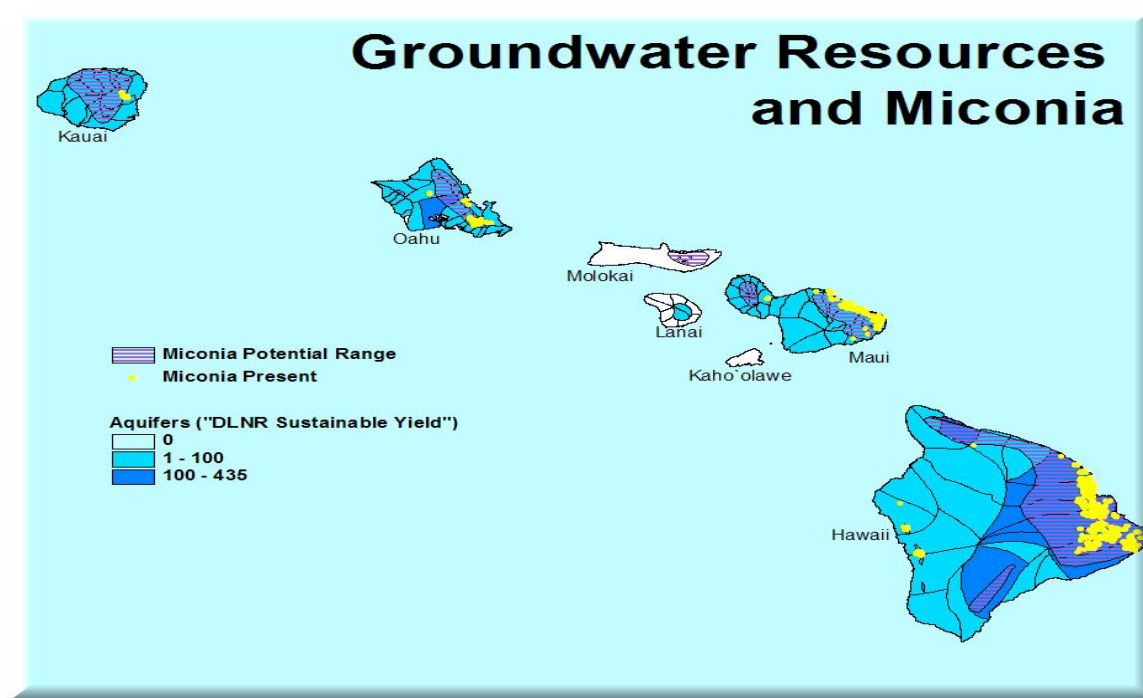 Groundwater Resources
and Miconia
Kauai
Oahu
Molokai
Lanai
Maui
Kaho`olawe
Hawaii
Miconia Potential Range
Miconia Present
Aquifers ("DLNR Sustainable Yield")
0
1 - 100
100 - 435